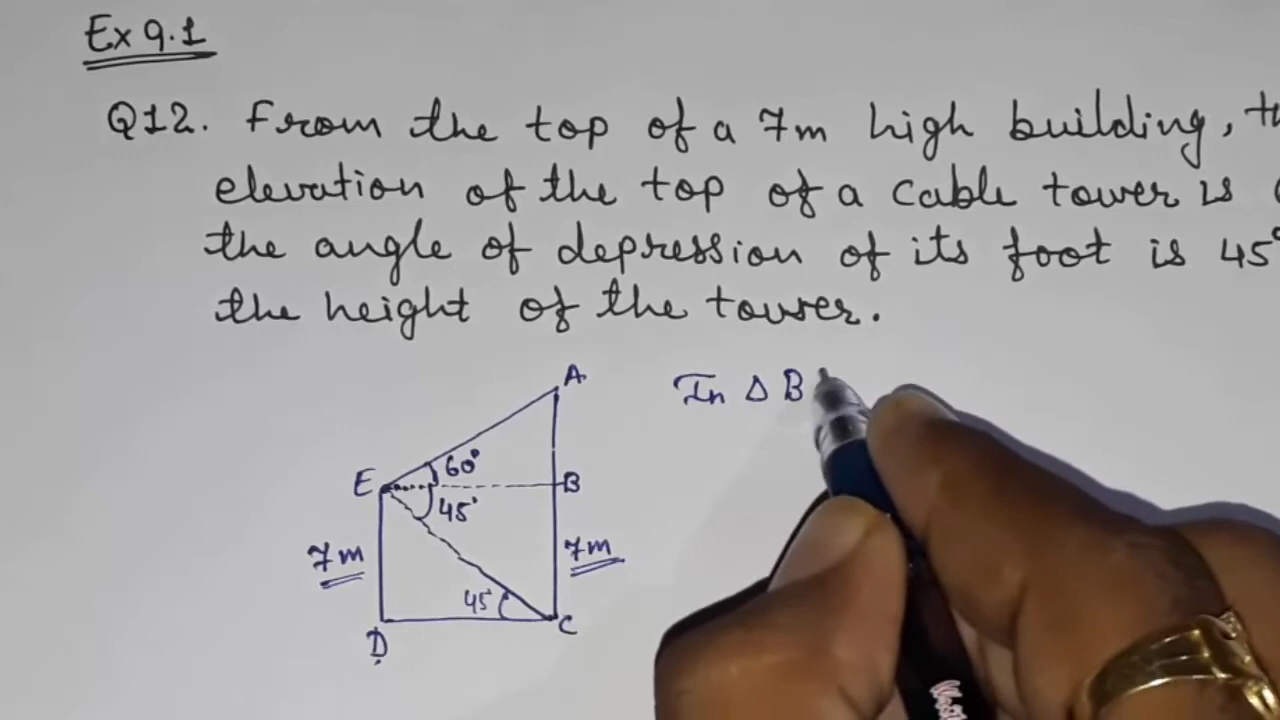 Ex 9.1
Q12. From the top of a 7m high building,
elevation of the top of a cable tower is
the angle of depression of its foot is 45°
the height of the tower.
A
In Δ B
60°
E
B
45°
7m
7m
45°
C
D